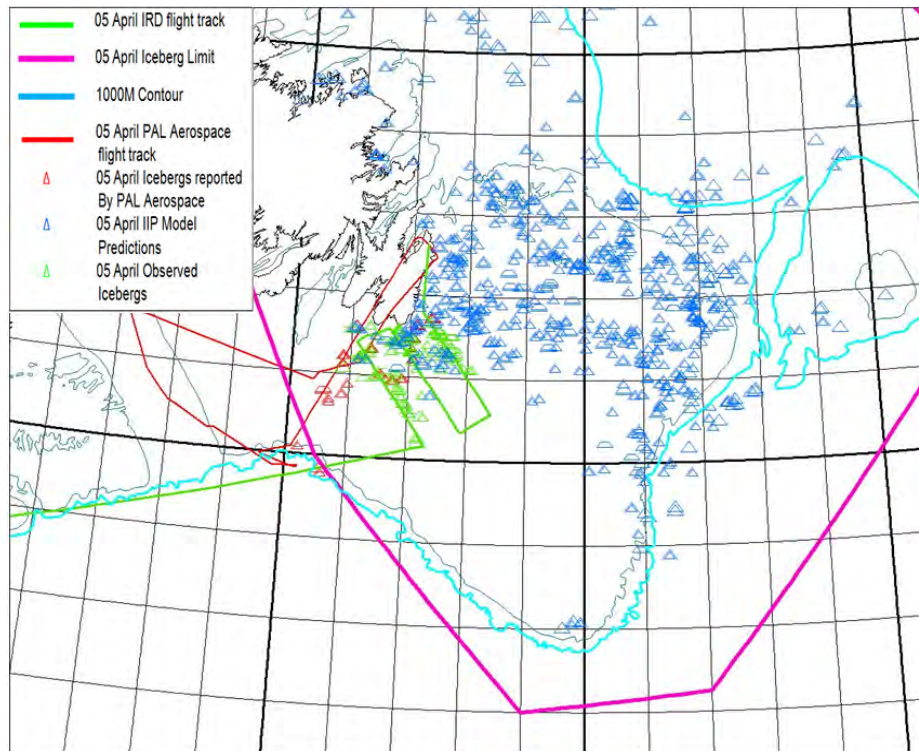 05 April IRD flight track
05 April Iceberg Limit
1000M Contour
05 April PAL Aerospace
flight track
05 April Icebergs reported
By PAL Aerospace
05 April IIP Model
Predictions
05 April Observed
Icebergs